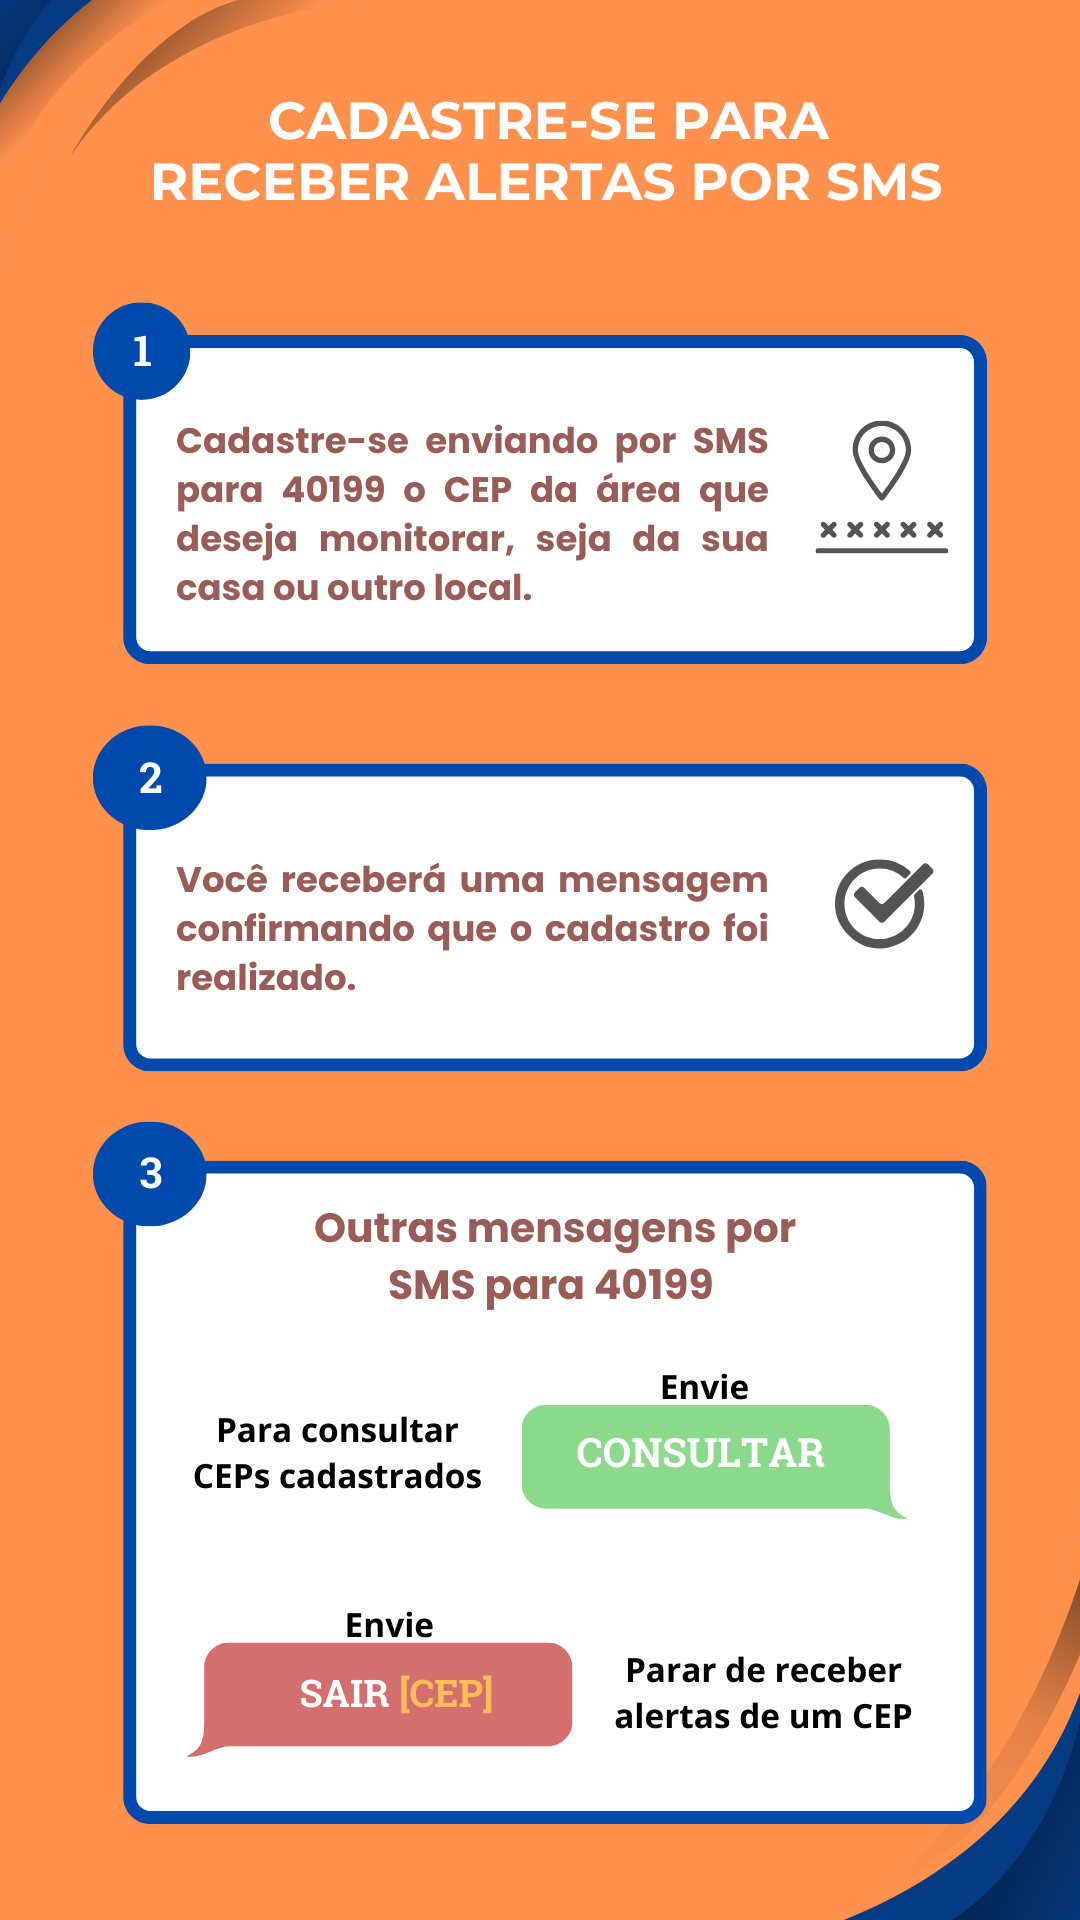 CADASTRE-SE PARA
RECEBER ALERTAS POR SMS
1
Cadastre-se enviando por SMS
para 40199 o CEP da área que
deseja monitorar, seja da sua
casa ou outro local.
2
Você receberá uma mensagem
confirmando que o cadastro foi
realizado.
3
Outras mensagens por
SMS para 40199
Para consultar
CEPs cadastrados
Envie
CONSULTAR
Envie
SAIR [CEP]
Parar de receber
alertas de um CEP